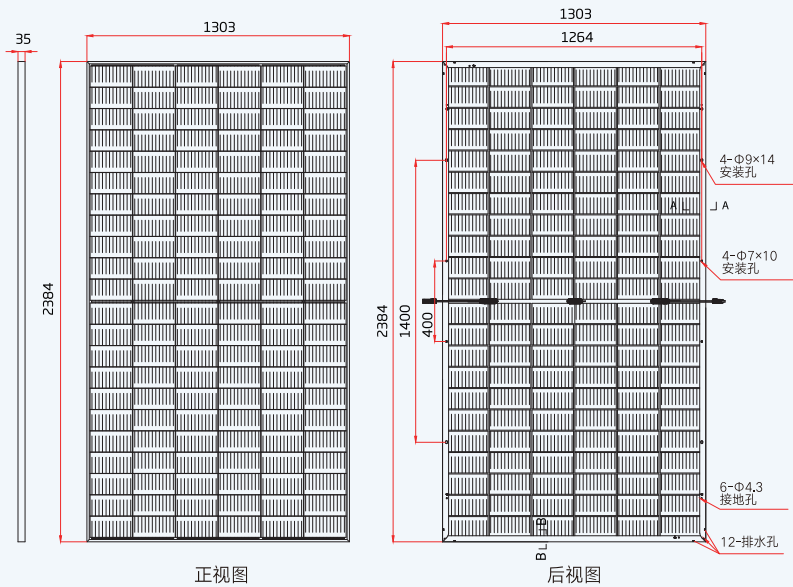 35
1303
2384
正视图
1303
1264
2384
1400
400
4-Φ9×14
安装孔
A
A
4-Φ7×10
安装孔
6-Φ4.3
接地孔
12-排水孔
B
B
后视图